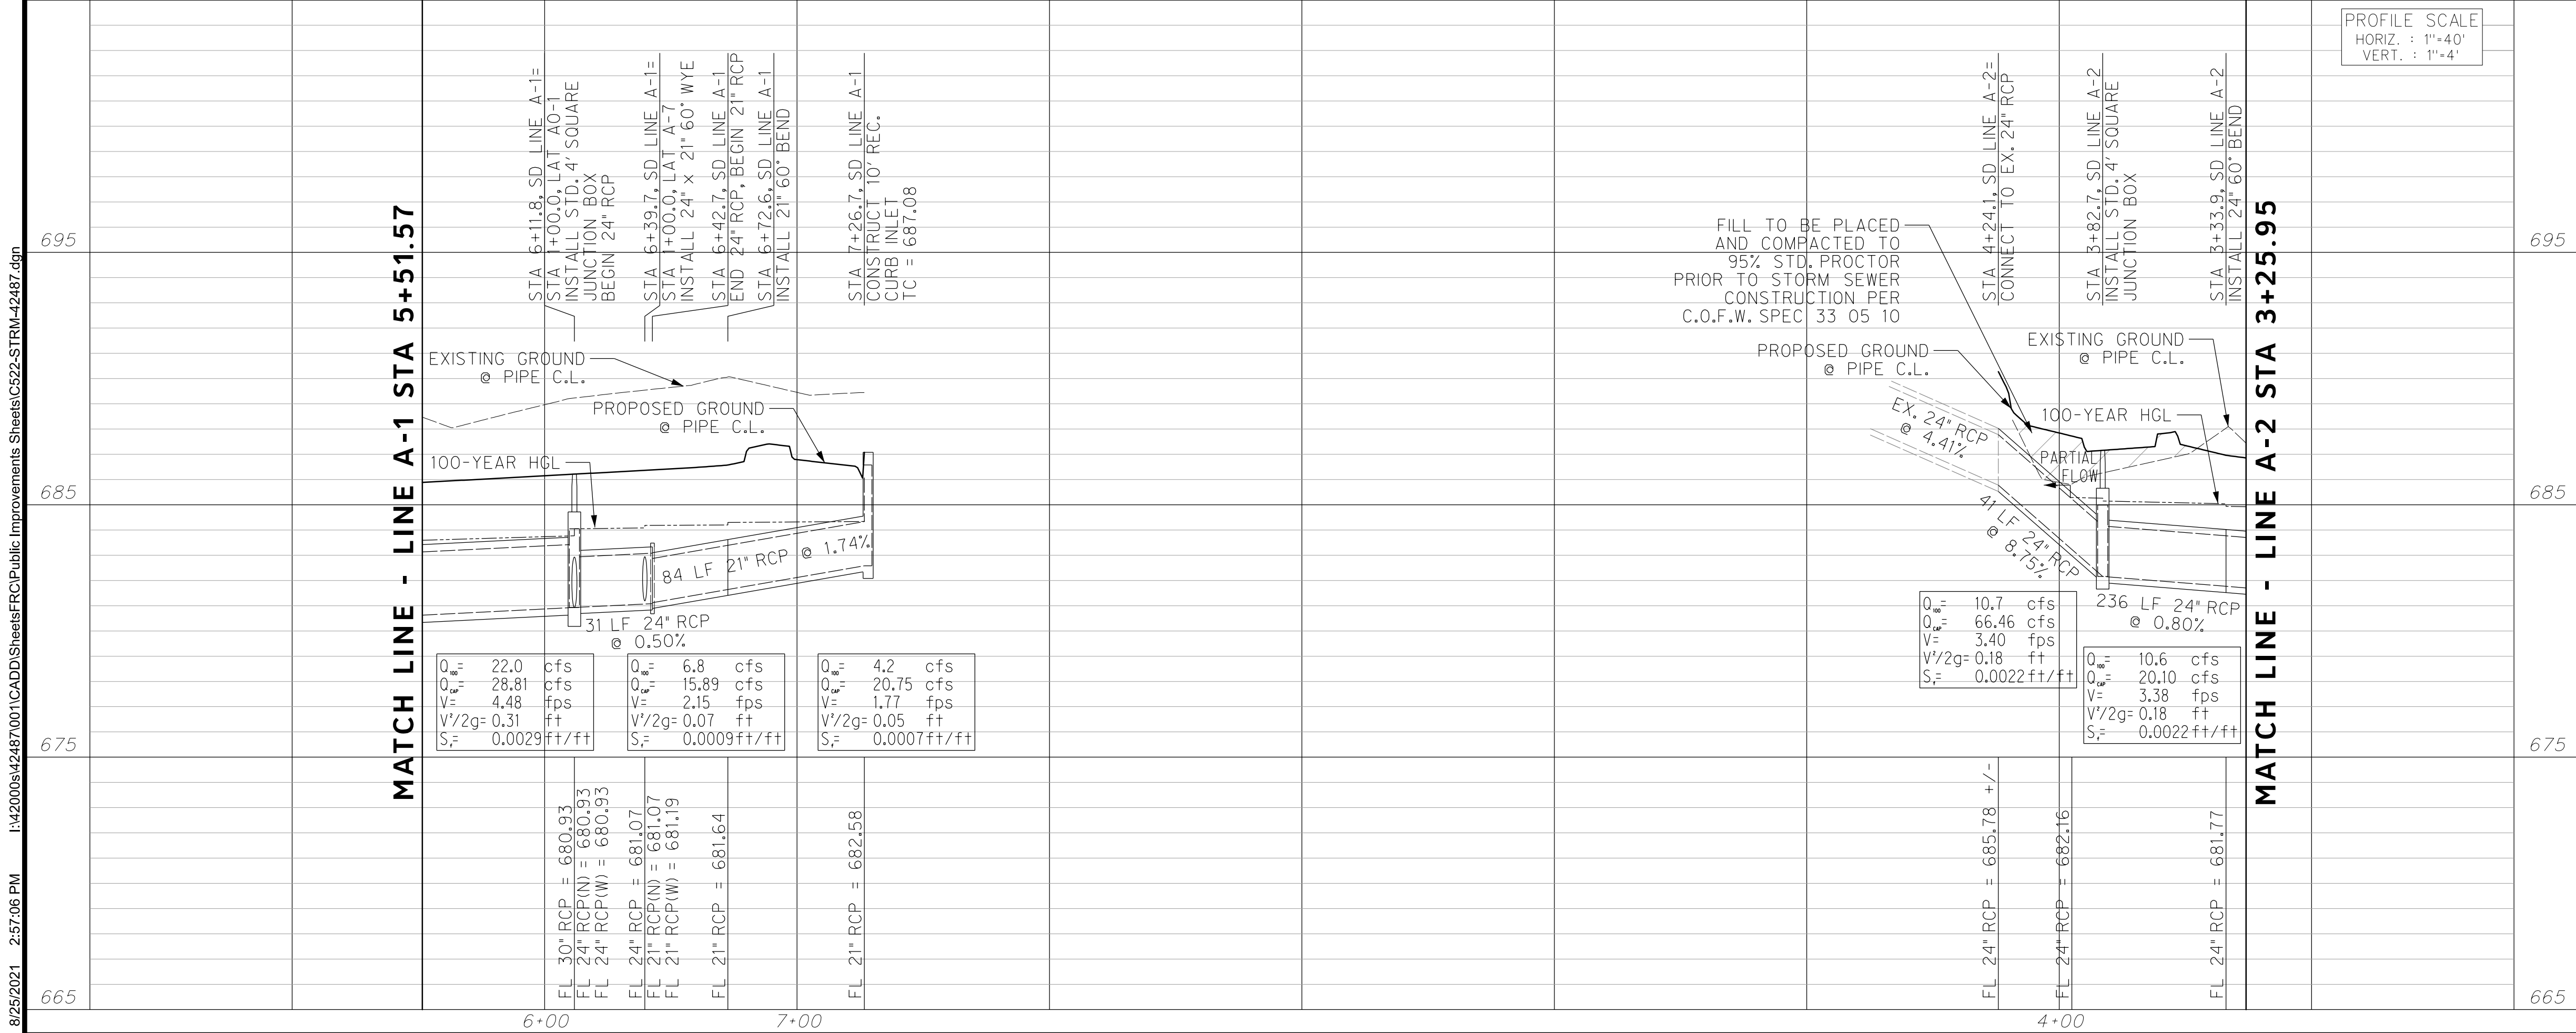 PROFILE SCALE
HORIZ. : 1"=40'
VERT. : 1"=4'
8/25/2021 2:57:06 PM I:\42000s\42487\001\CADD\SheetsFRC\Public Improvements Sheets\C522-STRM-42487.dgn
695
685
675
665
MATCH LINE - LINE A-1 STA 5+51.57
STA 6+11.8, SD LINE A-1=
STA 1+00.0, LAT A0-1
INSTALL STD. 4' SQUARE
JUNCTION BOX
BEGIN 24" RCP
STA 6+39.7, SD LINE A-1=
STA 1+00.0, LAT A-7
INSTALL 24" x 21" 60° WYE
STA 6+42.7, SD LINE A-1
END 24" RCP, BEGIN 21" RCP
STA 6+72.6, SD LINE A-1
INSTALL 21" 60° BEND
STA 7+26.7, SD LINE A-1
CONSTRUCT 10' REC.
CURB INLET
TC = 687.08
EXISTING GROUND
@ PIPE C.L.
PROPOSED GROUND
@ PIPE C.L.
100-YEAR HGL
84 LF 21" RCP @ 1.74%
31 LF 24" RCP
@ 0.50%
Q100= 22.0 cfs
QCAP= 28.81 cfs
V= 4.48 fps
V²/2g= 0.31 ft
Sf= 0.0029 ft/ft
Q100= 6.8 cfs
QCAP= 15.89 cfs
V= 2.15 fps
V²/2g= 0.07 ft
Sf= 0.0009 ft/ft
Q100= 4.2 cfs
QCAP= 20.75 cfs
V= 1.77 fps
V²/2g= 0.05 ft
Sf= 0.0007 ft/ft
FL 30" RCP = 680.93
FL 24" RCP(N) = 680.93
FL 24" RCP(W) = 680.93
FL 24" RCP = 681.07
FL 21" RCP(N) = 681.07
FL 21" RCP(W) = 681.19
FL 21" RCP = 681.64
FL 21" RCP = 682.58
6+00
7+00
FILL TO BE PLACED
AND COMPACTED TO
95% STD. PROCTOR
PRIOR TO STORM SEWER
CONSTRUCTION PER
C.O.F.W. SPEC 33 05 10
STA 4+24.1, SD LINE A-2=
CONNECT TO EX. 24" RCP
STA 3+82.7, SD LINE A-2
INSTALL STD. 4' SQUARE
JUNCTION BOX
STA 3+33.9, SD LINE A-2
INSTALL 24" 60° BEND
PROPOSED GROUND
@ PIPE C.L.
EXISTING GROUND
@ PIPE C.L.
100-YEAR HGL
EX. 24" RCP
@ 4.41%
PARTIAL
FLOW
41 LF 24" RCP
@ 8.75%
236 LF 24" RCP
@ 0.80%
Q100= 10.7 cfs
QCAP= 66.46 cfs
V= 3.40 fps
V²/2g= 0.18 ft
Sf= 0.0022 ft/ft
Q100= 10.6 cfs
QCAP= 20.10 cfs
V= 3.38 fps
V²/2g= 0.18 ft
Sf= 0.0022 ft/ft
FL 24" RCP = 685.78 +/-
FL 24" RCP = 682.16
FL 24" RCP = 681.77
4+00
MATCH LINE - LINE A-2 STA 3+25.95
695
685
675
665